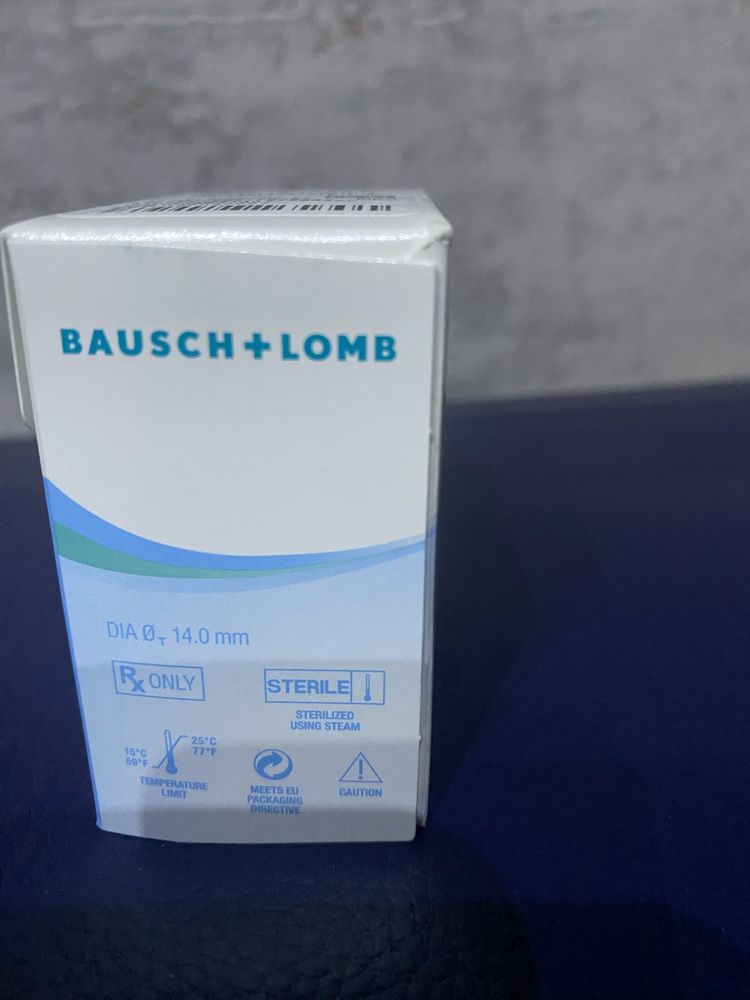 BAUSCH+LOMB
DIA Ø T 14.0 mm
Rx ONLY
STERILE
STERILIZED
USING STEAM
15°C
59°F
25°C
77°F
TEMPERATURE
LIMIT
MEETS EU
PACKAGING
DIRECTIVE
CAUTION